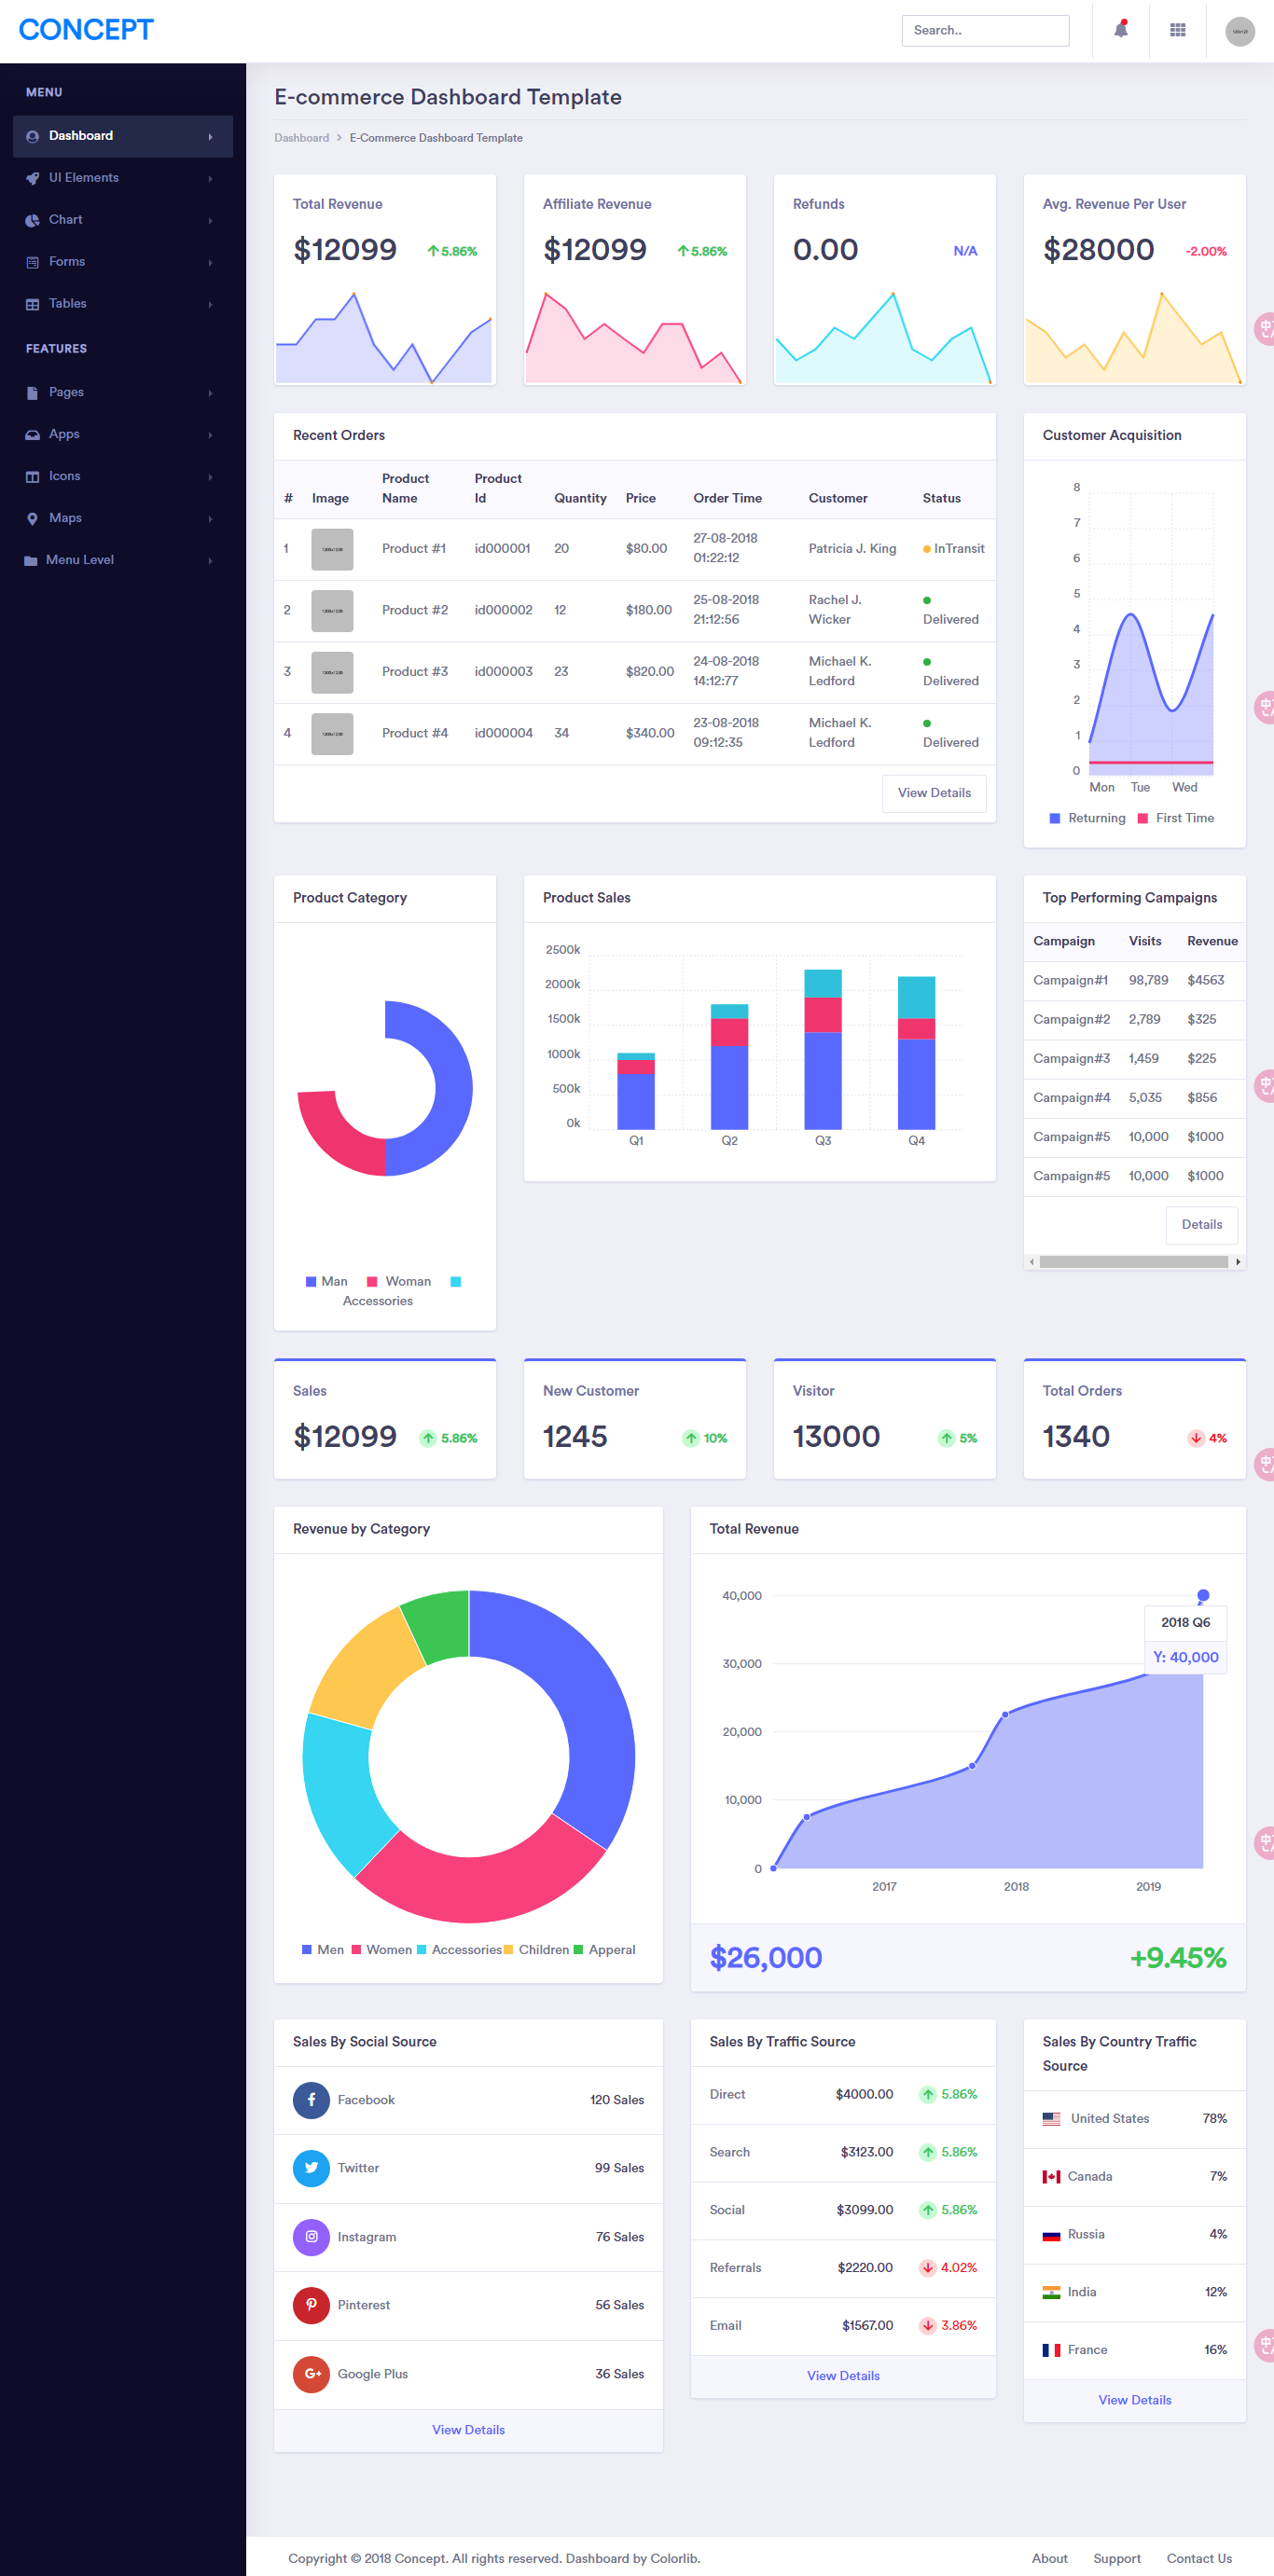 CONCEPT
Search..
MENU
Dashboard
UI Elements
Chart
Forms
Tables
FEATURES
Pages
Apps
Icons
Maps
Menu Level
E-commerce Dashboard Template
Dashboard > E-Commerce Dashboard Template
Total Revenue
$12099 ↑5.86%
Affiliate Revenue
$12099 ↑5.86%
Refunds
0.00 N/A
Avg. Revenue Per User
$28000 -2.00%
Recent Orders
# Image Product Name Product Id Quantity Price Order Time Customer Status
1 Product #1 id000001 20 $80.00 27-08-2018 01:22:12 Patricia J. King InTransit
2 Product #2 id000002 12 $180.00 25-08-2018 21:12:56 Rachel J. Wicker Delivered
3 Product #3 id000003 23 $820.00 24-08-2018 14:12:77 Michael K. Ledford Delivered
4 Product #4 id000004 34 $340.00 23-08-2018 09:12:35 Michael K. Ledford Delivered
View Details
Customer Acquisition
8
7
6
5
4
3
2
1
0
Mon Tue Wed
Returning First Time
Product Category
Man Woman
Accessories
Product Sales
2500k
2000k
1500k
1000k
500k
0k
Q1 Q2 Q3 Q4
Top Performing Campaigns
Campaign Visits Revenue
Campaign#1 98,789 $4563
Campaign#2 2,789 $325
Campaign#3 1,459 $225
Campaign#4 5,035 $856
Campaign#5 10,000 $1000
Campaign#5 10,000 $1000
Details
Sales
$12099 5.86%
New Customer
1245 10%
Visitor
13000 5%
Total Orders
1340 4%
Revenue by Category
Men Women Accessories Children Apperal
Total Revenue
40,000
30,000
20,000
10,000
0
2018 Q6
Y: 40,000
2017 2018 2019
$26,000 +9.45%
Sales By Social Source
Facebook 120 Sales
Twitter 99 Sales
Instagram 76 Sales
Pinterest 56 Sales
Google Plus 36 Sales
View Details
Sales By Traffic Source
Direct $4000.00 5.86%
Search $3123.00 5.86%
Social $3099.00 5.86%
Referrals $2220.00 4.02%
Email $1567.00 3.86%
View Details
Sales By Country Traffic
Source
United States 78%
Canada 7%
Russia 4%
India 12%
France 16%
View Details
Copyright © 2018 Concept. All rights reserved. Dashboard by Colorlib.
About Support Contact Us